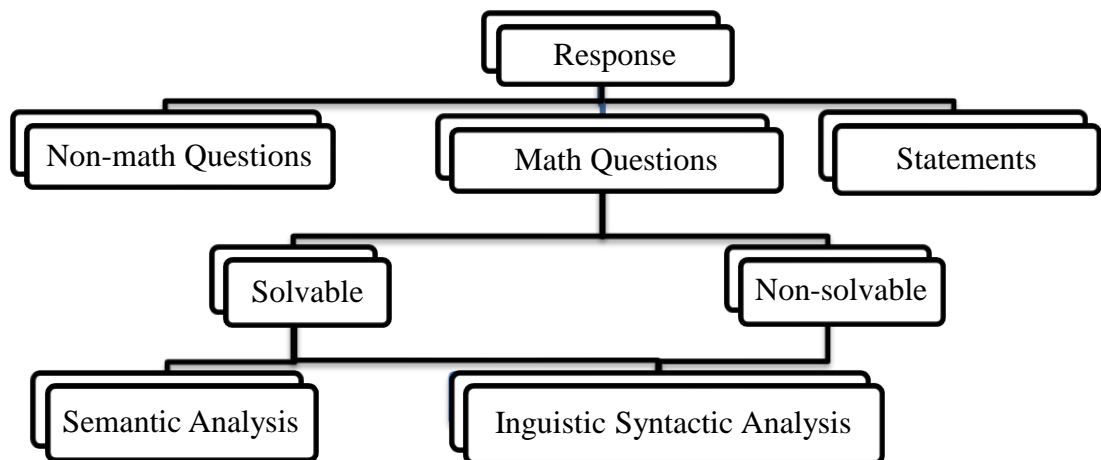 Response
Non-math Questions
Math Questions
Statements
Solvable
Non-solvable
Semantic Analysis
Inguistic Syntactic Analysis